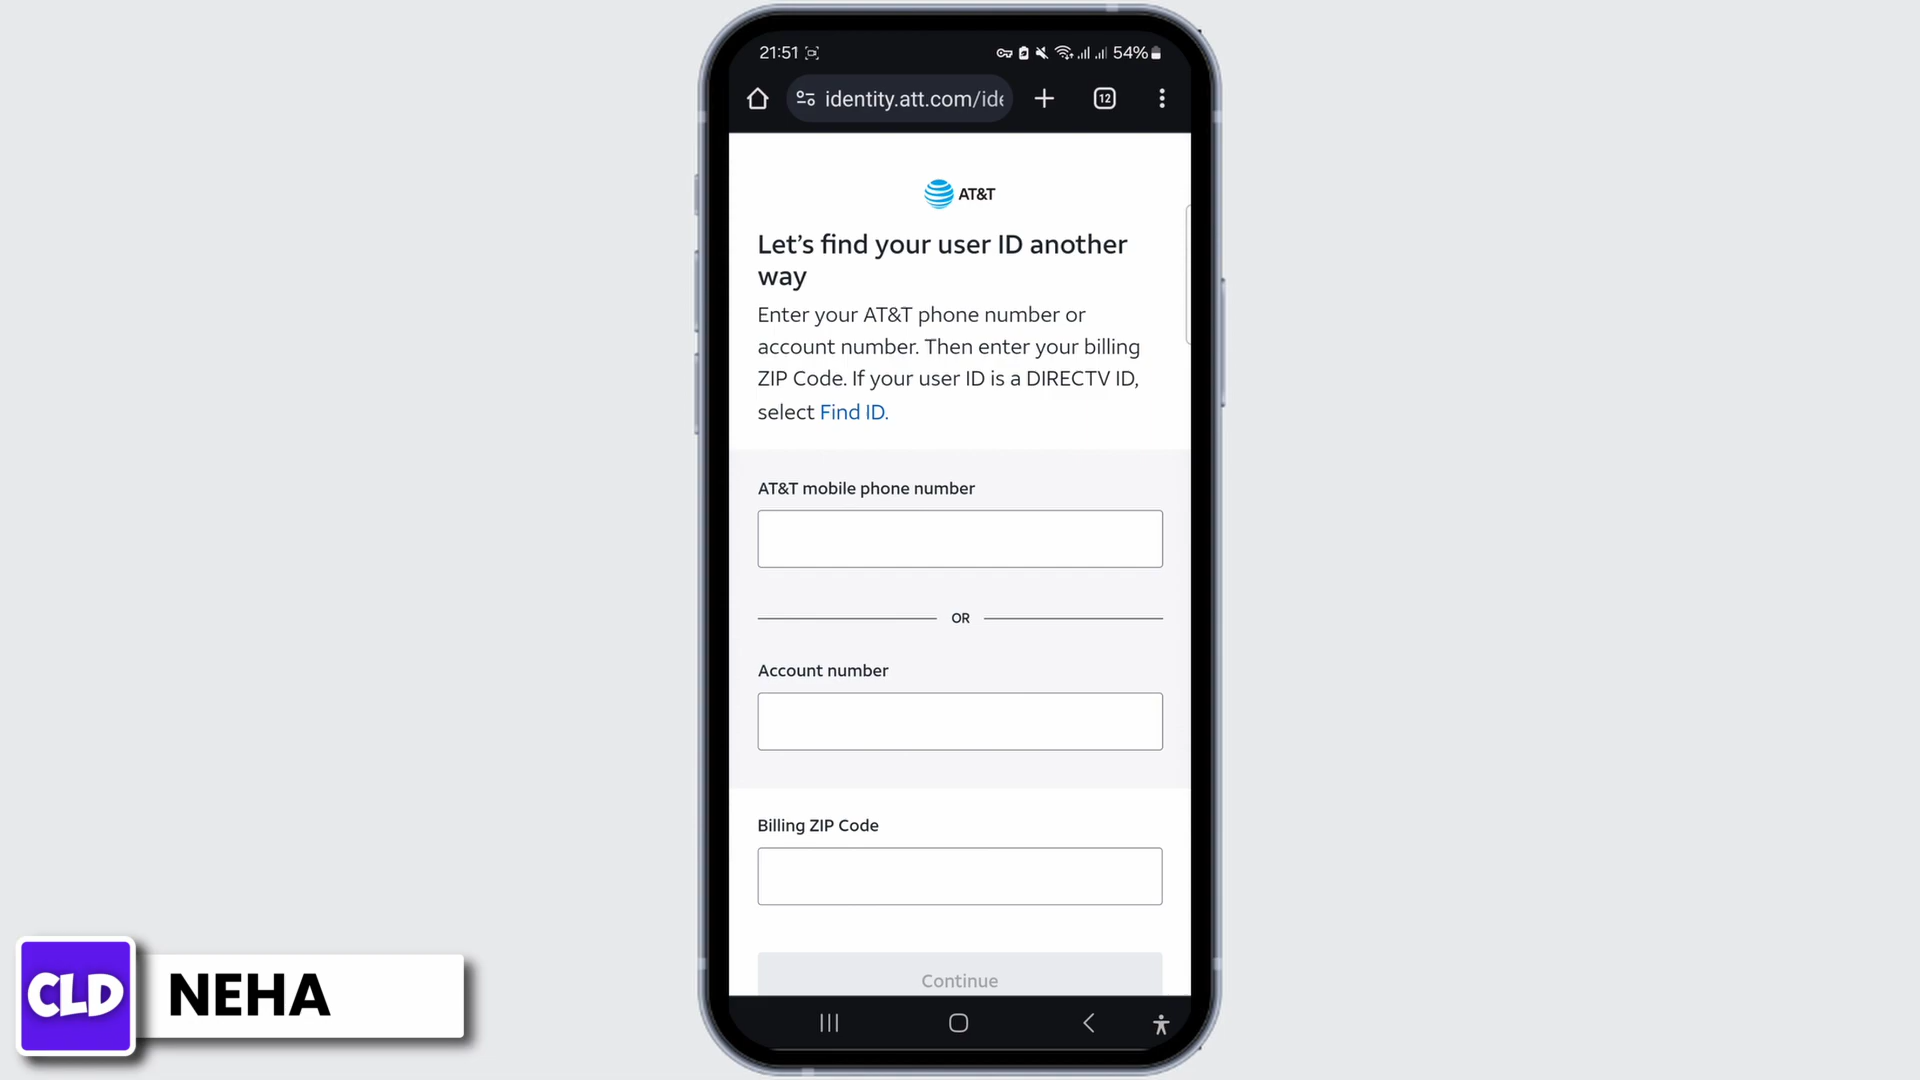 21:51
54%
identity.att.com/ide
12
AT&T
Let’s find your user ID another
way
Enter your AT&T phone number or
account number. Then enter your billing
ZIP Code. If your user ID is a DIRECTV ID,
select Find ID.
AT&T mobile phone number
OR
Account number
Billing ZIP Code
Continue
CLD
NEHA